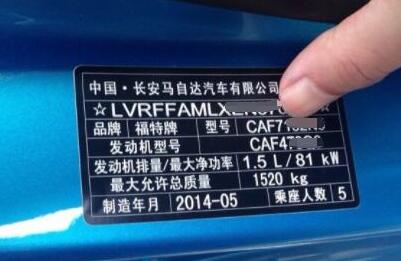 中国·长安马自达汽车有限公司
☆LVRFFAMLX
品牌 福特牌 型号 CAF7
发动机型号 CAF4
发动机排量/最大净功率 1.5 L/81 kW
最大允许总质量 1520 kg
制造年月 2014-05 乘座人数 5